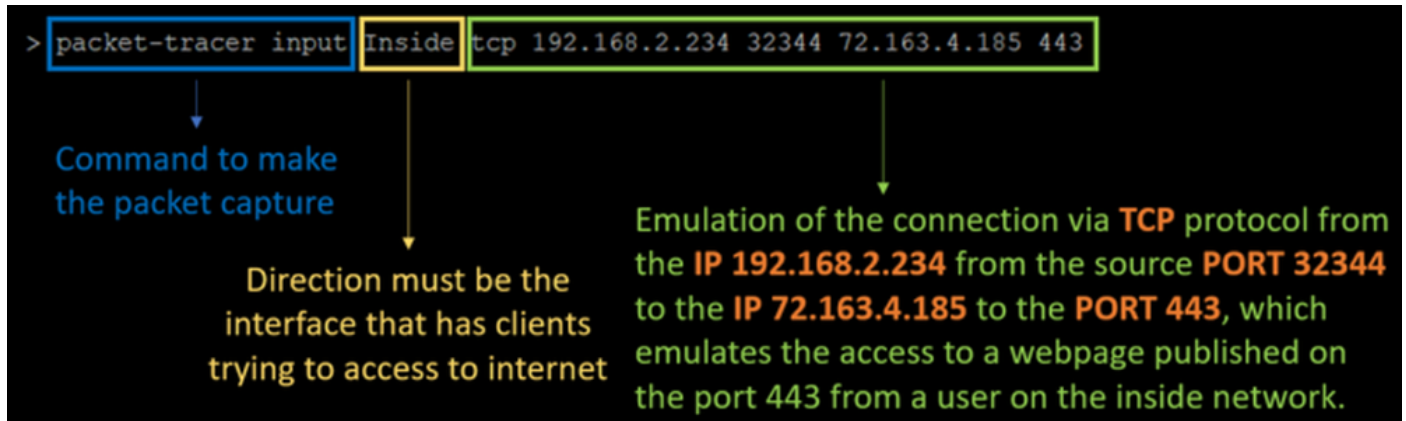 > packet-tracer input Inside tcp 192.168.2.234 32344 72.163.4.185 443
Command to make
the packet capture
Direction must be the
interface that has clients
trying to access to internet
Emulation of the connection via TCP protocol from
the IP 192.168.2.234 from the source PORT 32344
to the IP 72.163.4.185 to the PORT 443, which
emulates the access to a webpage published on
the port 443 from a user on the inside network.